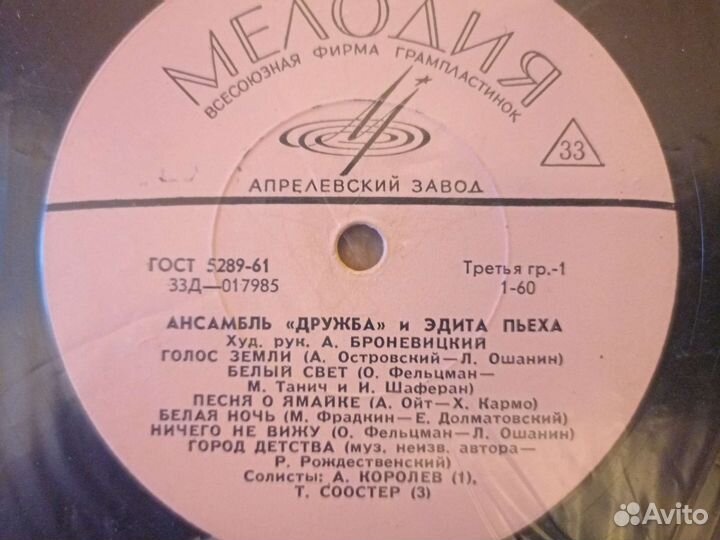 МЕЛОДИЯ
ВСЕСОЮЗНАЯ ФИРМА ГРАМПЛАСТИНОК
33
АПРЕЛЕВСКИЙ ЗАВОД
ГОСТ 5289-61 Третья гр.-1
33Д—017985 1-60
АНСАМБЛЬ «ДРУЖБА» и ЭДИТА ПЬЕХА
Худ. рук. А. БРОНЕВИЦКИЙ
ГОЛОС ЗЕМЛИ (А. Островский—Л. Ошанин)
БЕЛЫЙ СВЕТ (О. Фельцман—
М. Танич и И. Шаферан)
ПЕСНЯ О ЯМАЙКЕ (А. Ойт—Х. Кармо)
БЕЛАЯ НОЧЬ (М. Фрадкин—Е. Долматовский)
НИЧЕГО НЕ ВИЖУ (О. Фельцман—Л. Ошанин)
ГОРОД ДЕТСТВА (муз. неизв. автора—
Р. Рождественский)
Солисты: А. КОРОЛЕВ (1),
Т. СООСТЕР (3)
Avito